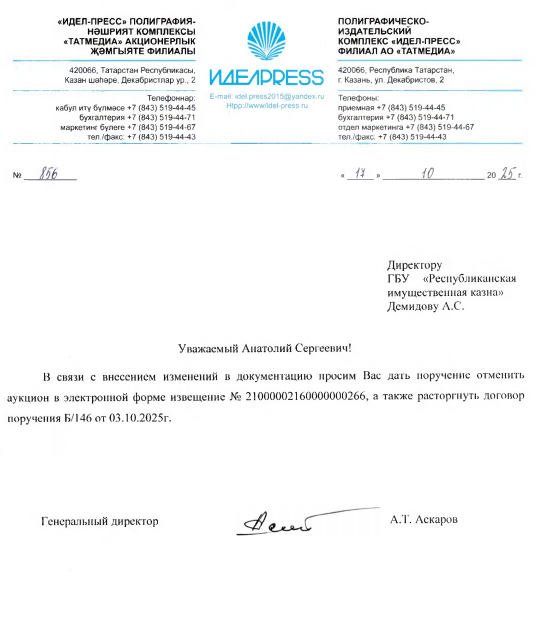 «ИДЕЛ-ПРЕСС» ПОЛИГРАФИЯ-
НӘШРИЯТ КОМПЛЕКСЫ
«ТАТМЕДИА» АКЦИОНЕРЛЫК
ҖӘМГЫЯТЕ ФИЛИАЛЫ
420066, Татарстан Республикасы,
Казан шәһәре, Декабристлар ур., 2
Телефоннар:
кабул итү бүлмәсе +7 (843) 519-44-45
бухгалтерия +7 (843) 519-44-71
маркетинг бүлеге +7 (843) 519-44-67
тел./факс: +7 (843) 519-44-43
ИДЕЛPRESS
E-mail: idel.press2015@yandex.ru
Htpp://www/idel-press.ru
ПОЛИГРАФИЧЕСКО-
ИЗДАТЕЛЬСКИЙ
КОМПЛЕКС «ИДЕЛ-ПРЕСС»
ФИЛИАЛ АО «ТАТМЕДИА»
420066, Республика Татарстан,
г. Казань, ул. Декабристов, 2
Телефоны:
приемная +7 (843) 519-44-45
бухгалтерия +7 (843) 519-44-71
отдел маркетинга +7 (843) 519-44-67
тел./факс: +7 (843) 519-44-43
№ 856
« 17 » 10 20 25 г.
Директору
ГБУ «Республиканская
имущественная казна»
Демидову А.С.
Уважаемый Анатолий Сергеевич!
В связи с внесением изменений в документацию просим Вас дать поручение отменить
аукцион в электронной форме извещение № 21000002160000000266, а также расторгнуть договор
поручения Б/146 от 03.10.2025г.
Генеральный директор
А.Т. Аскаров